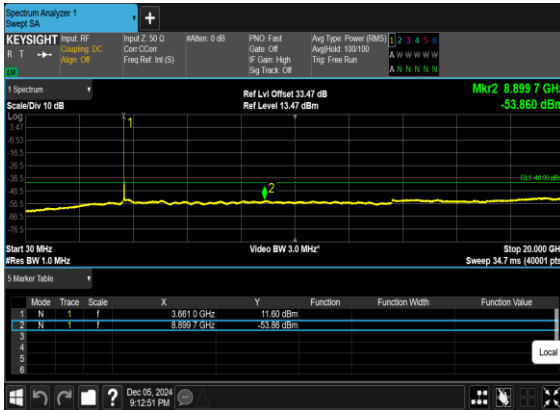 Spectrum Analyzer 1
Swept SA
+
KEYSIGHT
R T
Input: RF
Coupling: DC
Align: Off
Input Z: 50 Ω
Corr CCorr
Freq Ref: Int (S)
#Atten: 0 dB
PNO: Fast
Gate: Off
IF Gain: High
Sig Track: Off
Avg Type: Power (RMS)
Avg|Hold: 100/100
Trig: Free Run
1 2 3 4 5 6
A W W W W W
A N N N N N
1 Spectrum
Scale/Div 10 dB
Ref Lvl Offset 33.47 dB
Ref Level 13.47 dBm
Mkr2 8.899 7 GHz
-53.860 dBm
Log
3.47
-6.53
-16.5
-26.5
-36.5
-46.5
-56.5
-66.5
-76.5
1
2
DL1 -40.00 dBm
Start 30 MHz
#Res BW 1.0 MHz
Video BW 3.0 MHz*
Stop 20.000 GHz
Sweep 34.7 ms (40001 pts)
5 Marker Table
Mode Trace Scale X Y Function Function Width Function Value
1 N 1 f 3.661 0 GHz 11.60 dBm
2 N 1 f 8.899 7 GHz -53.86 dBm
3
4
5
6
Local
?
Dec 05, 2024
9:12:51 PM